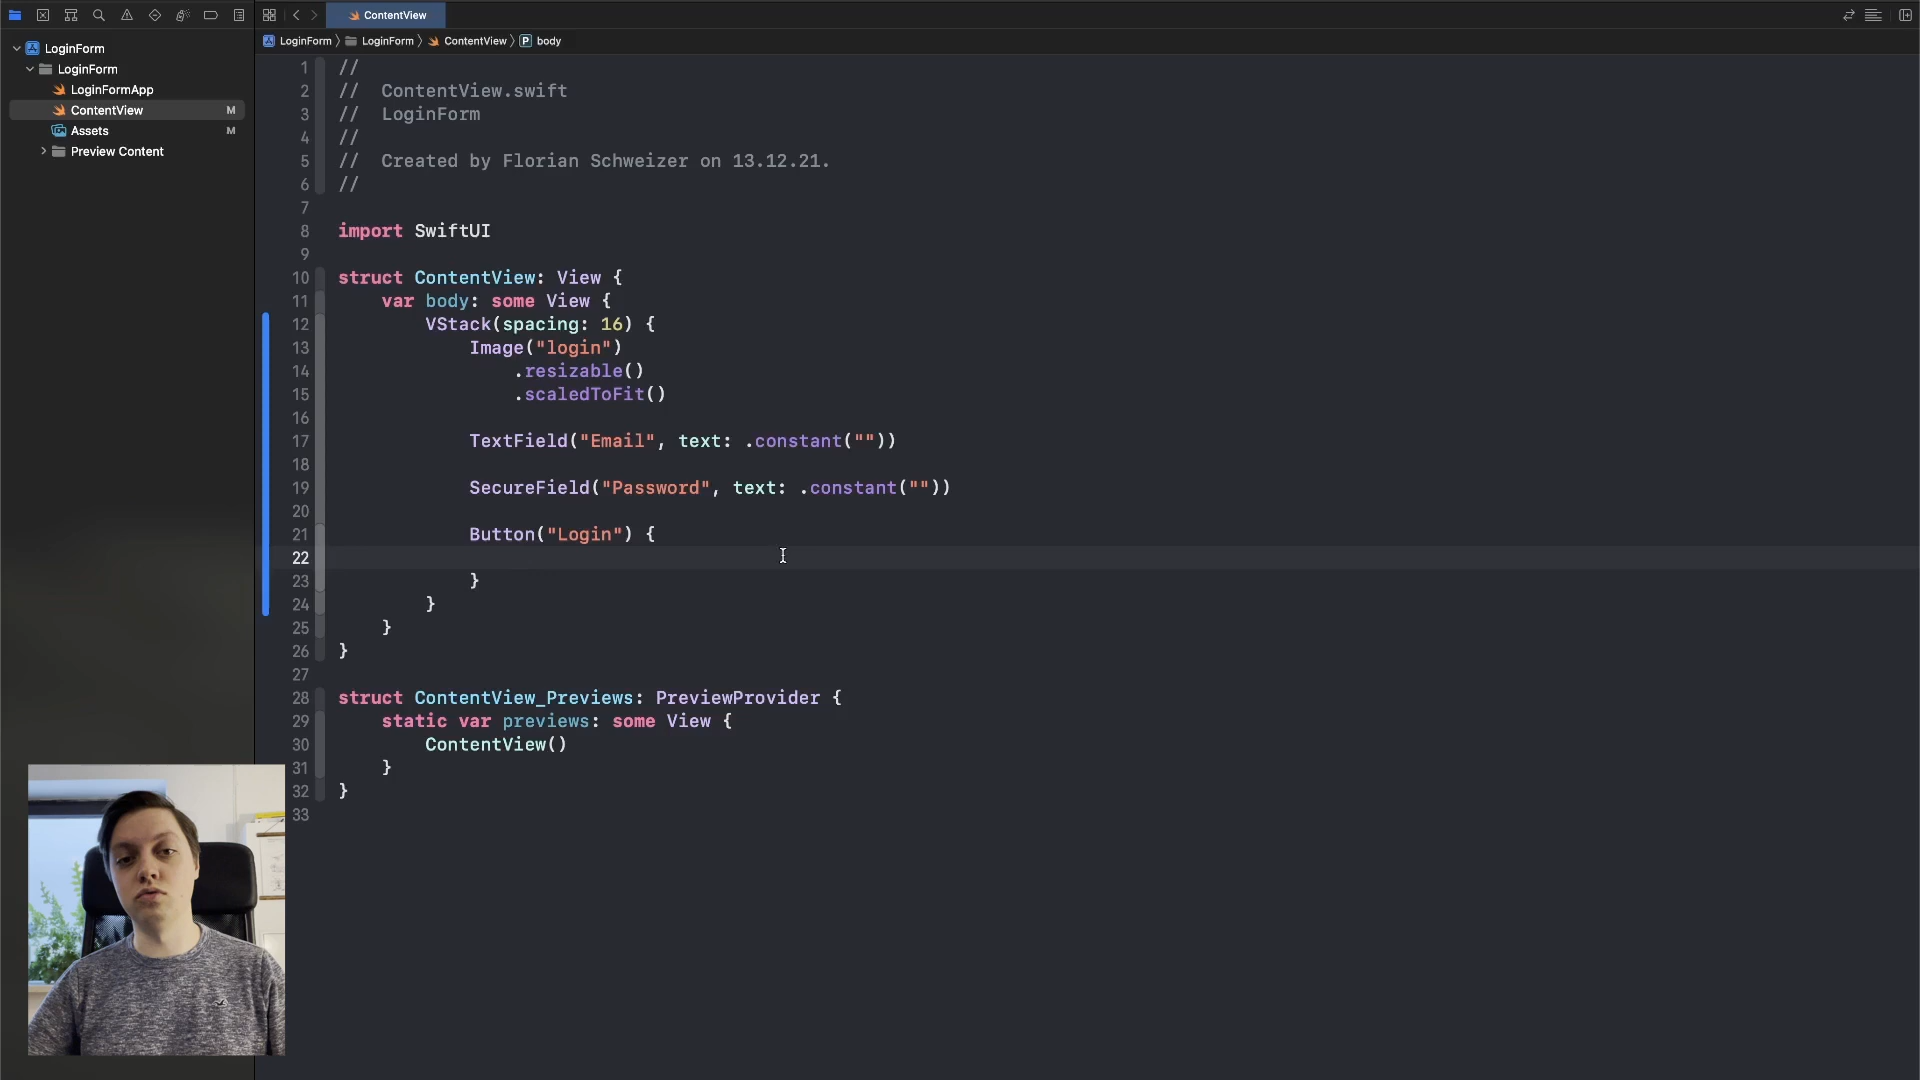 ContentView
LoginForm
LoginForm
LoginFormApp
ContentView M
Assets M
Preview Content
LoginForm LoginForm ContentView P body
1 //
2 //  ContentView.swift
3 //  LoginForm
4 //
5 //  Created by Florian Schweizer on 13.12.21.
6 //
7
8 import SwiftUI
9
10 struct ContentView: View {
11     var body: some View {
12         VStack(spacing: 16) {
13             Image("login")
14                 .resizable()
15                 .scaledToFit()
16
17             TextField("Email", text: .constant(""))
18
19             SecureField("Password", text: .constant(""))
20
21             Button("Login") {
22
23             }
24         }
25     }
26 }
27
28 struct ContentView_Previews: PreviewProvider {
29     static var previews: some View {
30         ContentView()
31     }
32 }
33